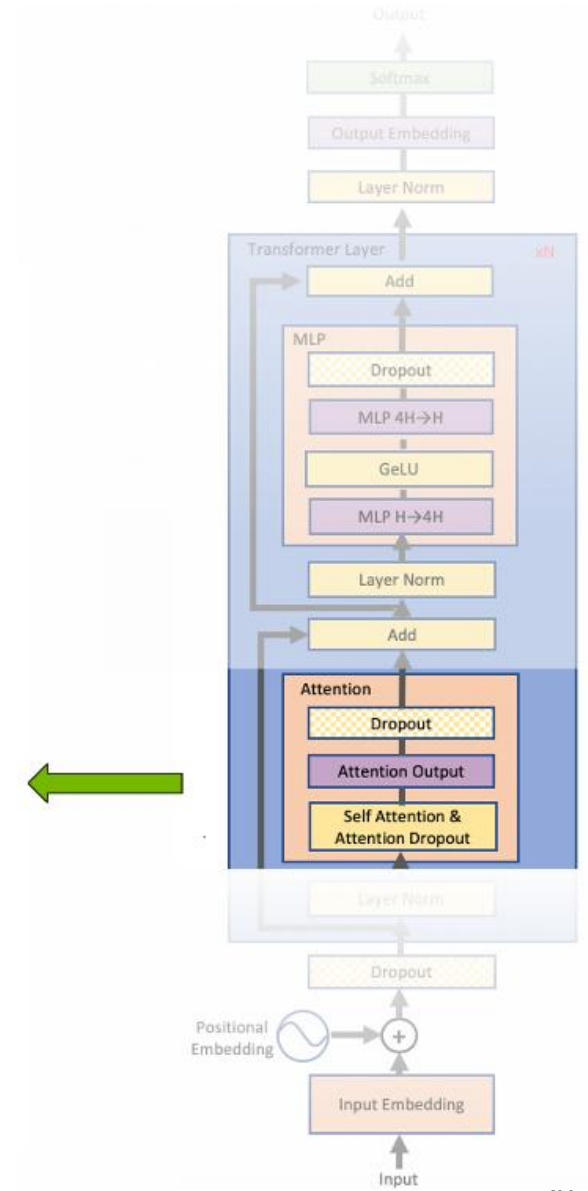 Output
Softmax
Output Embedding
Layer Norm
Transformer Layer
xN
Add
MLP
Dropout
MLP 4H→H
GeLU
MLP H→4H
Layer Norm
Add
Attention
Dropout
Attention Output
Self Attention &
Attention Dropout
Layer Norm
Dropout
Positional
Embedding
+
Input Embedding
Input